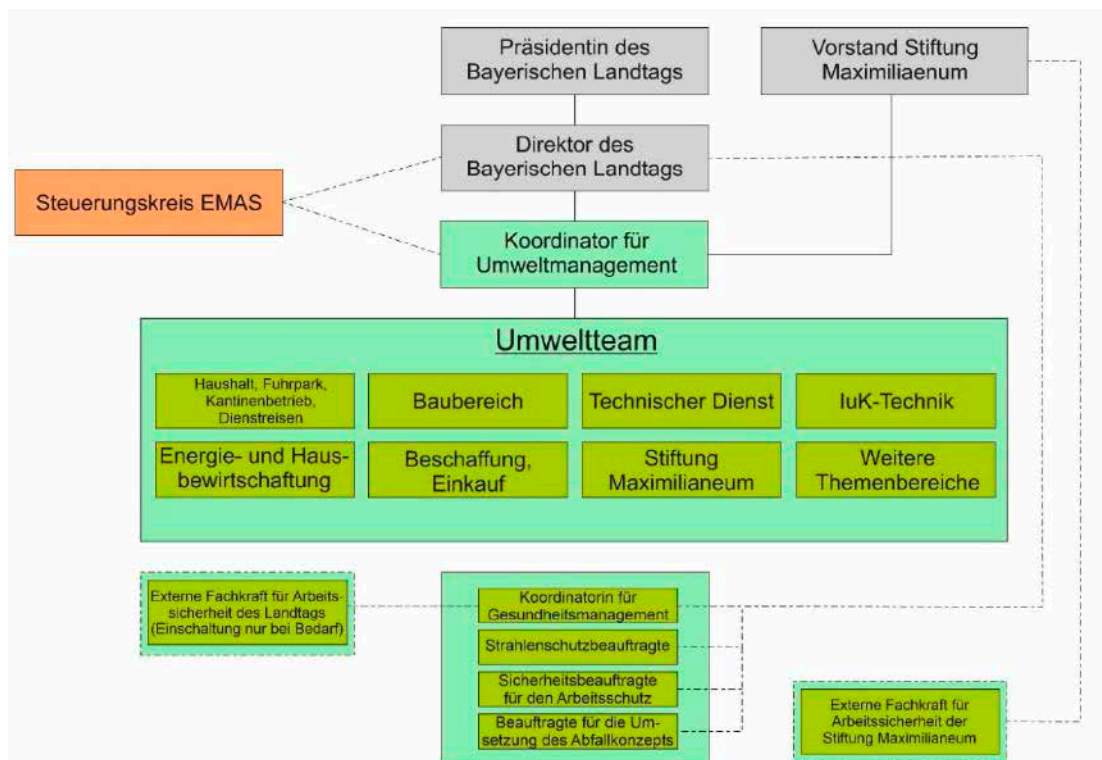 Präsidentin des
Bayerischen Landtags
Vorstand Stiftung
Maximiliaenum
Direktor des
Bayerischen Landtags
Steuerungskreis EMAS
Koordinator für
Umweltmanagement
Umweltteam
Haushalt, Fuhrpark,
Kantinenbetrieb,
Dienstreisen
Baubereich
Technischer Dienst
IuK-Technik
Energie- und Haus-
bewirtschaftung
Beschaffung,
Einkauf
Stiftung
Maximilianeum
Weitere
Themenbereiche
Externe Fachkraft für Arbeits-
sicherheit des Landtags
(Einschaltung nur bei Bedarf)
Koordinatorin für
Gesundheitsmanagement
Strahlenschutzbeauftragte
Sicherheitsbeauftragte
für den Arbeitsschutz
Beauftragte für die Um-
setzung des Abfallkonzepts
Externe Fachkraft für
Arbeitssicherheit der
Stiftung Maximilianeum